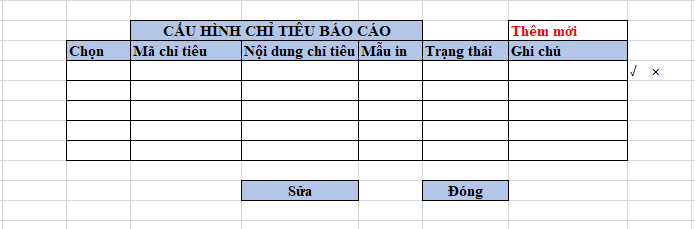 CẤU HÌNH CHỈ TIÊU BÁO CÁO Thêm mới
Chọn Mã chỉ tiêu Nội dung chỉ tiêu Mẫu in Trạng thái Ghi chú
√ ×
Sữa Đóng